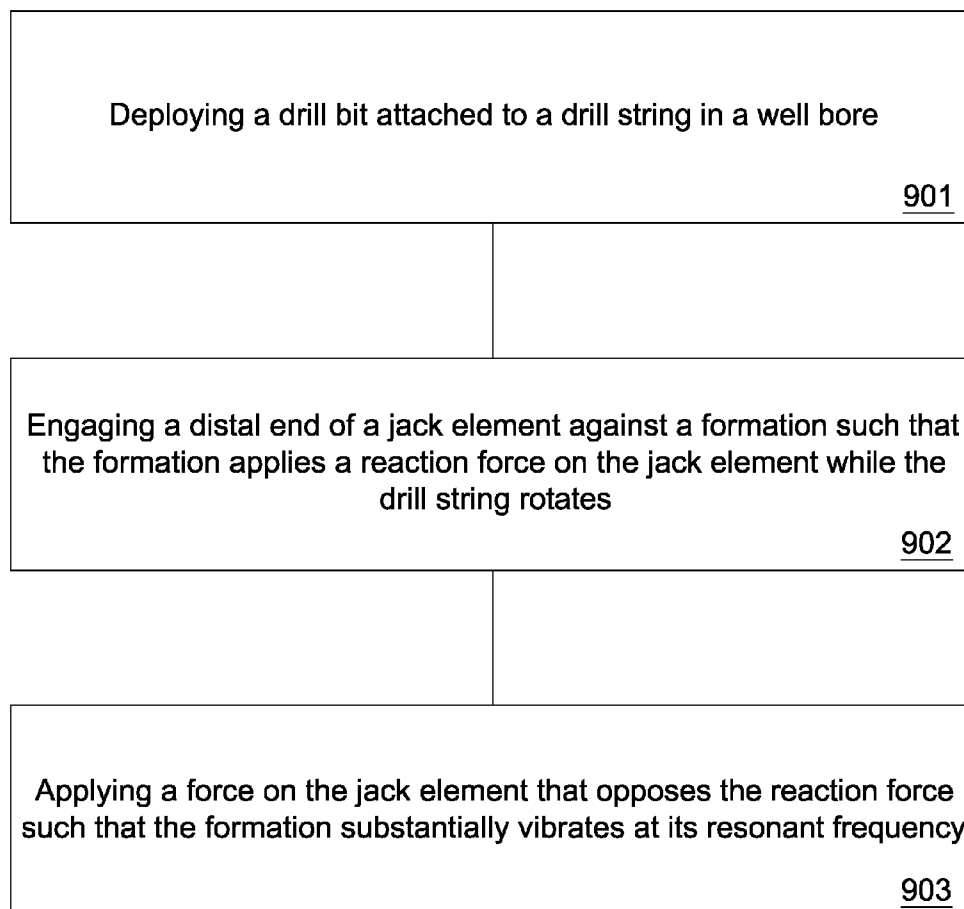 Deploying a drill bit attached to a drill string in a well bore
901
Engaging a distal end of a jack element against a formation such that
the formation applies a reaction force on the jack element while the
drill string rotates
902
Applying a force on the jack element that opposes the reaction force
such that the formation substantially vibrates at its resonant frequency
903